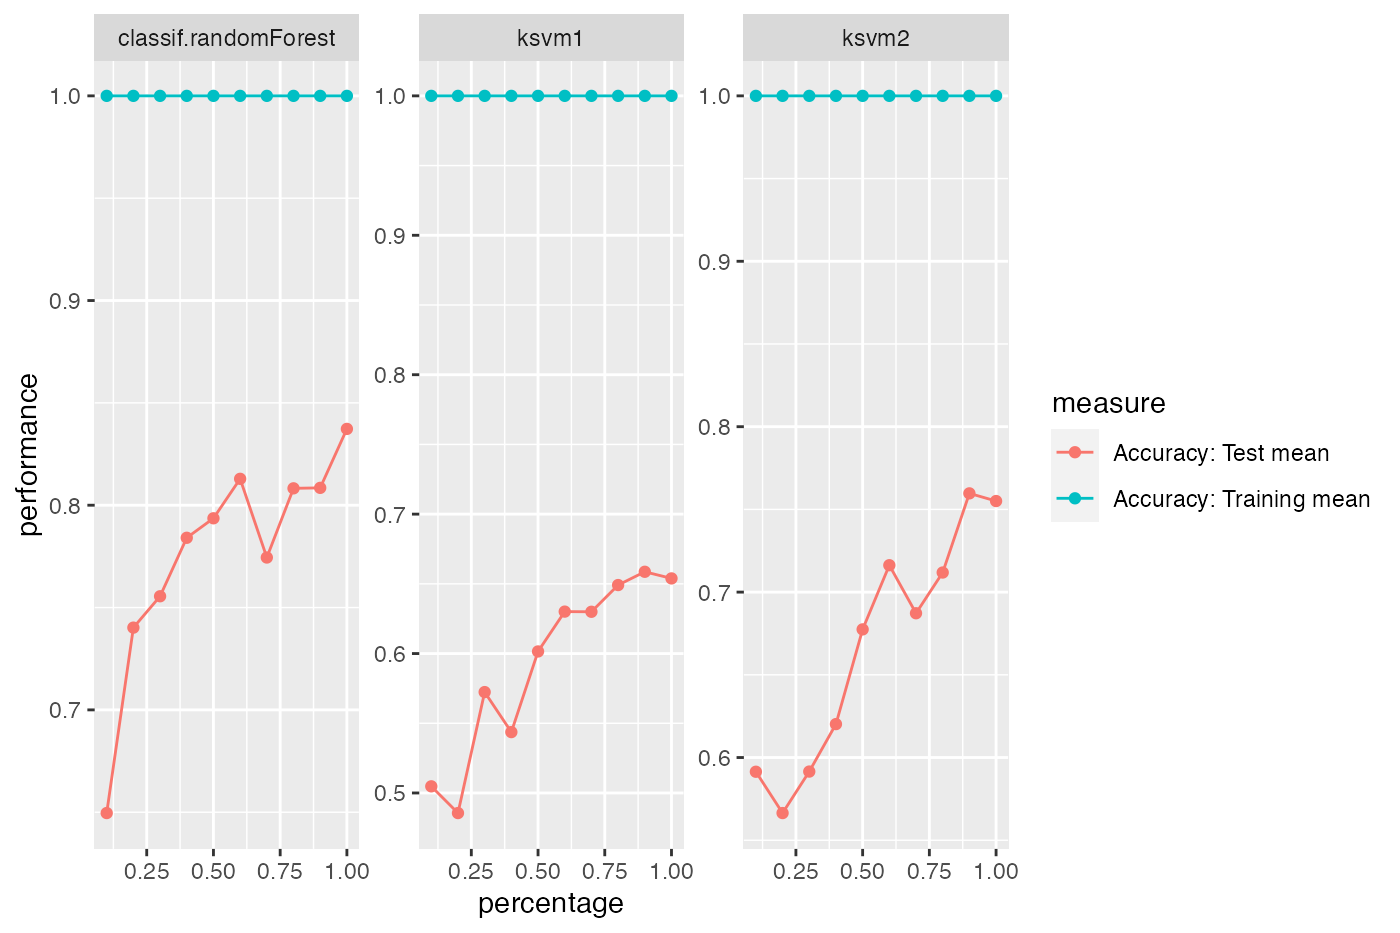 classif.randomForest
ksvm1
ksvm2
performance
1.0
0.9
0.8
0.7
1.0
0.9
0.8
0.7
0.6
0.5
1.0
0.9
0.8
0.7
0.6
0.25 0.50 0.75 1.00
0.25 0.50 0.75 1.00
0.25 0.50 0.75 1.00
percentage
measure
Accuracy: Test mean
Accuracy: Training mean